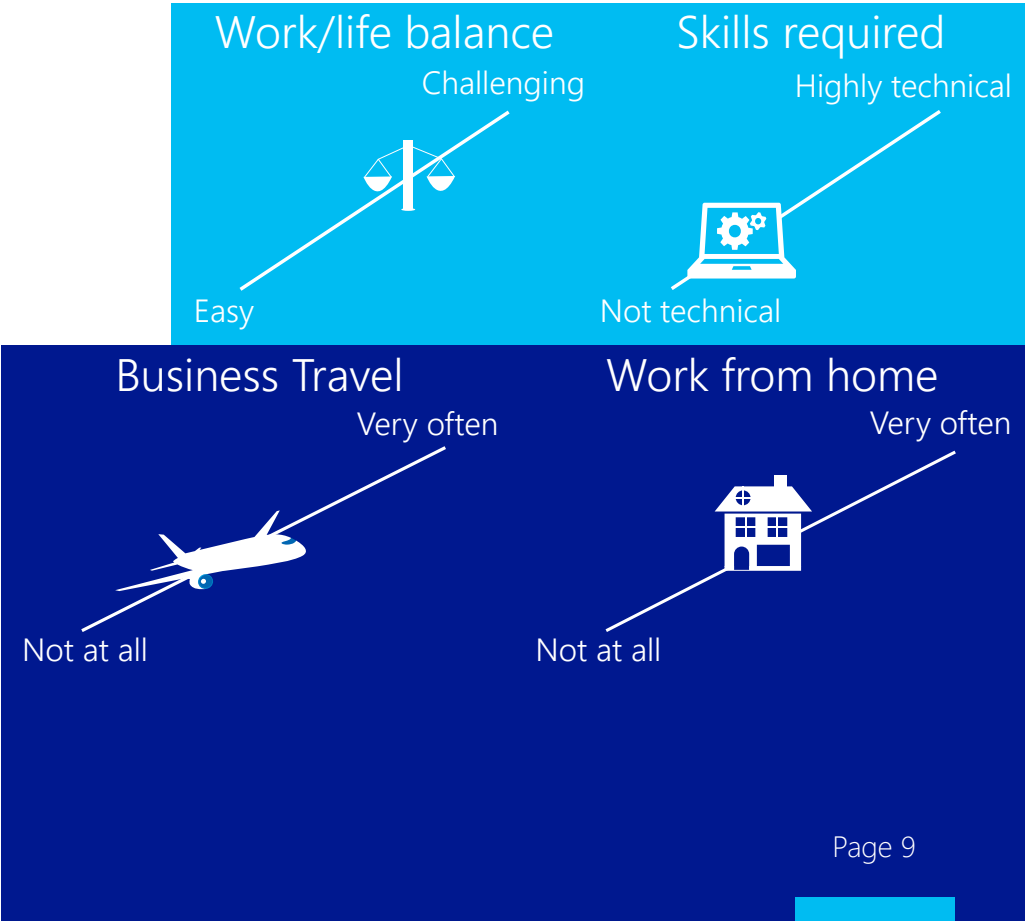 Work/life balance
Challenging
Easy
Skills required
Highly technical
Not technical
Business Travel
Very often
Not at all
Work from home
Very often
Not at all
Page 9